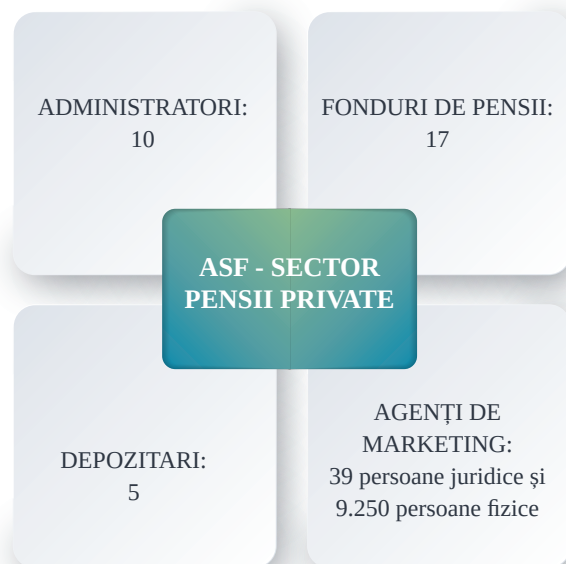 ADMINISTRATORI:
10
FONDURI DE PENSII:
17
ASF - SECTOR
PENSII PRIVATE
DEPOZITARI:
5
AGENȚI DE
MARKETING:
39 persoane juridice și
9.250 persoane fizice